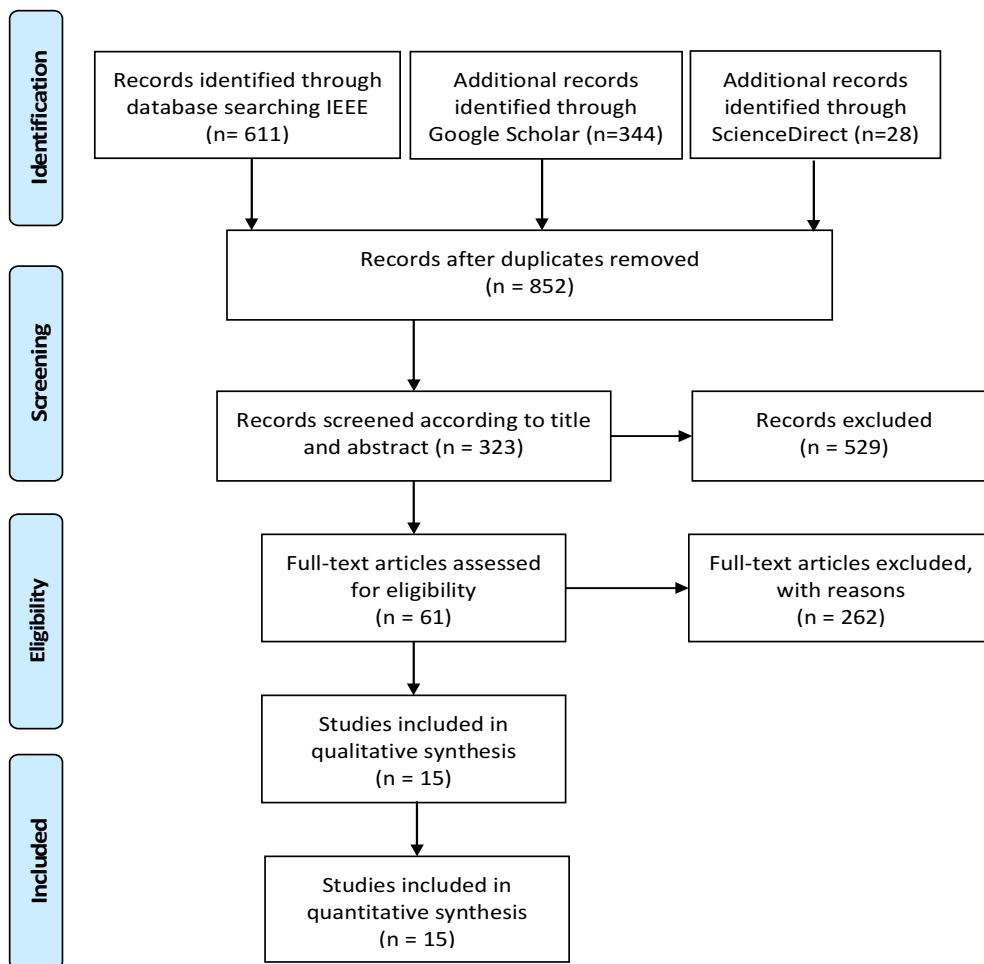 Identification
Records identified through
database searching IEEE
(n= 611)
Additional records
identified through
Google Scholar (n=344)
Additional records
identified through
ScienceDirect (n=28)
Records after duplicates removed
(n = 852)
Screening
Records screened according to title
and abstract (n = 323)
Records excluded
(n = 529)
Eligibility
Full-text articles assessed
for eligibility
(n = 61)
Full-text articles excluded,
with reasons
(n = 262)
Studies included in
qualitative synthesis
(n = 15)
Included
Studies included in
quantitative synthesis
(n = 15)